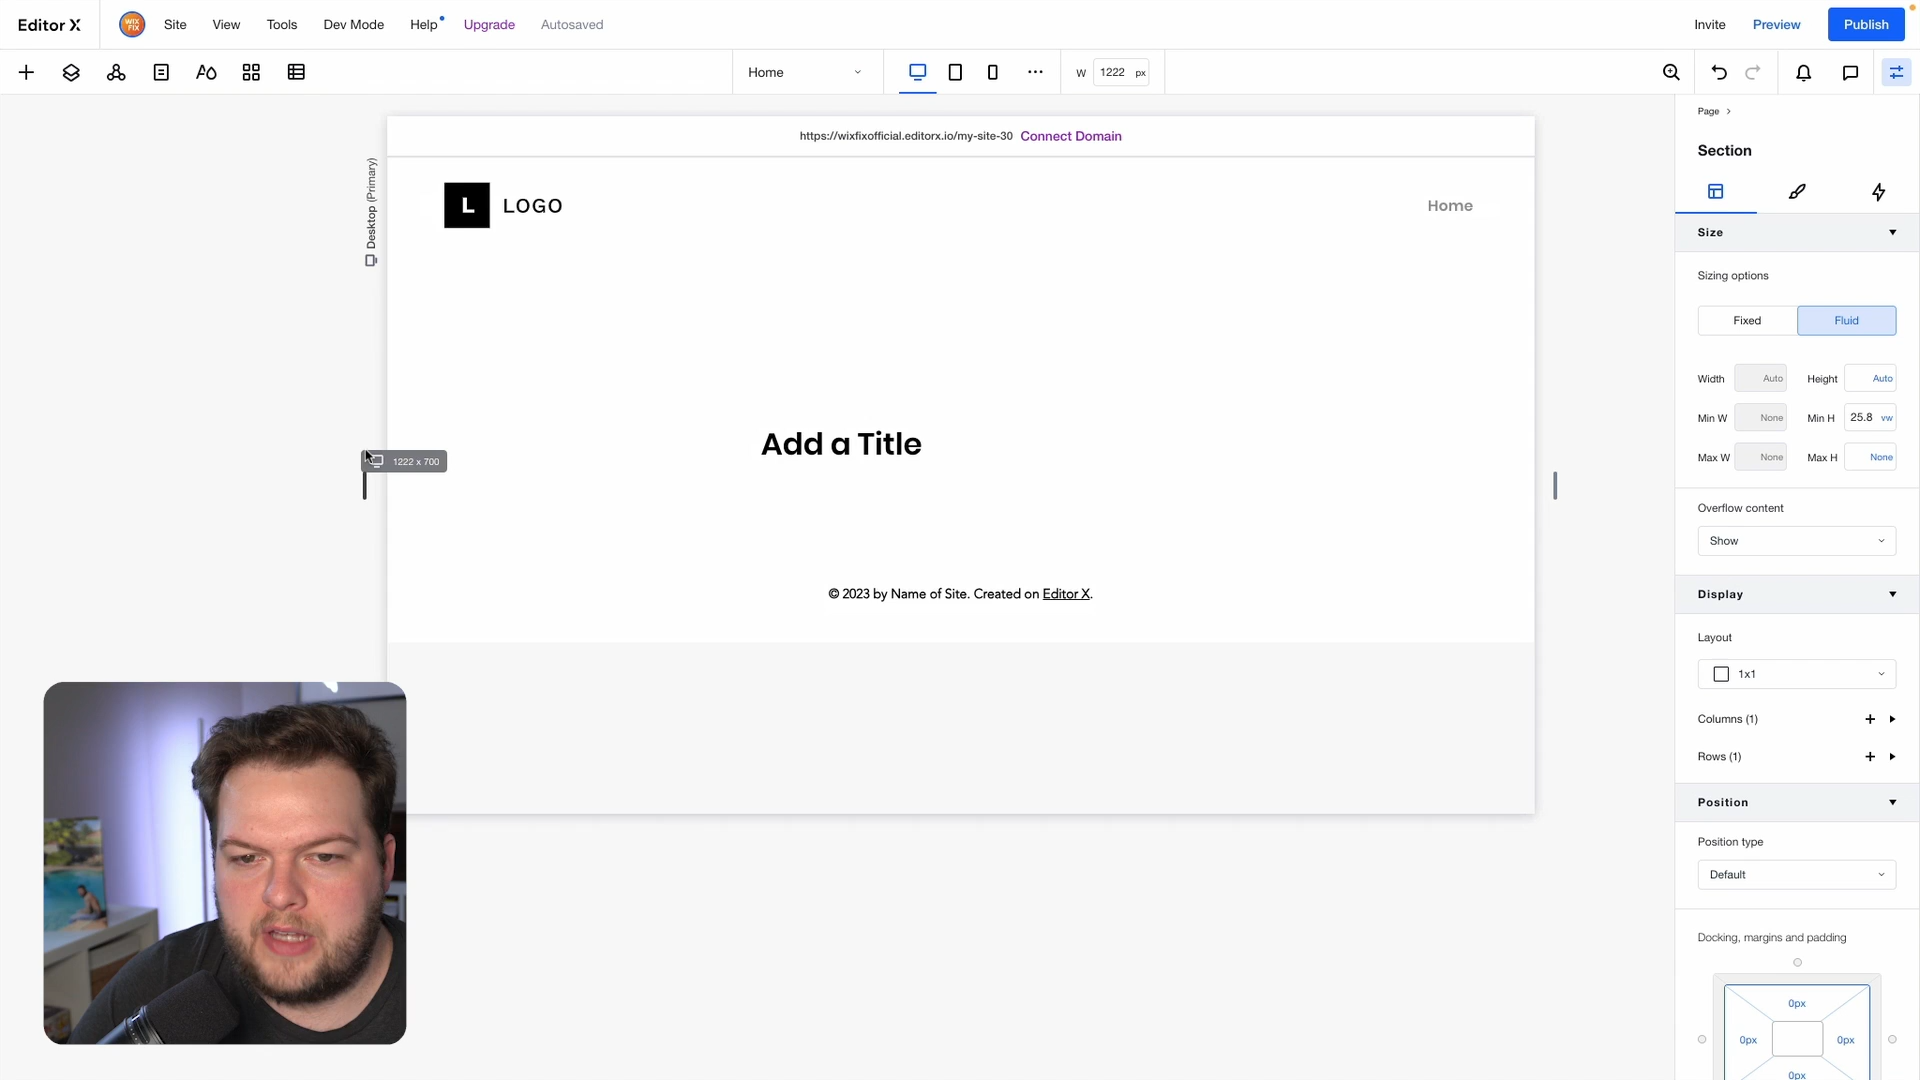 Editor X
WIX
FIX
Site
View
Tools
Dev Mode
Help
Upgrade
Autosaved
Invite
Preview
Publish
Home
W
1222 px
https://wixfixofficial.editorx.io/my-site-30 Connect Domain
Desktop (Primary)
L
LOGO
Home
Add a Title
1222 x 700
© 2023 by Name of Site. Created on Editor X.
Page >
Section
Size
Sizing options
Fixed
Fluid
Width Auto Height Auto
Min W None Min H 25.8 vw
Max W None Max H None
Overflow content
Show
Display
Layout
1x1
Columns (1)
Rows (1)
Position
Position type
Default
Docking, margins and padding
0px
0px
0px
0px